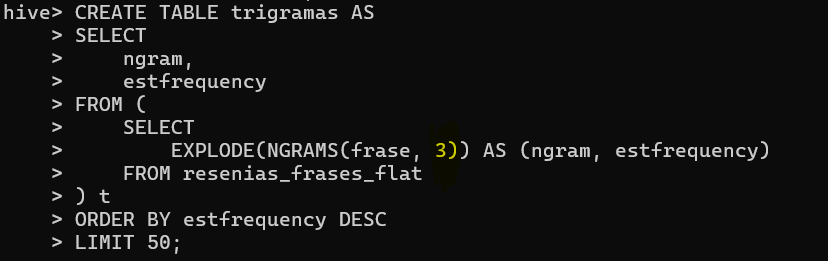 hive> CREATE TABLE trigramas AS
    > SELECT
    >     ngram,
    >     estfrequency
    > FROM (
    >     SELECT
    >         EXPLODE(NGRAMS(frase, 3)) AS (ngram, estfrequency)
    >     FROM resenias_frases_flat
    > ) t
    > ORDER BY estfrequency DESC
    > LIMIT 50;